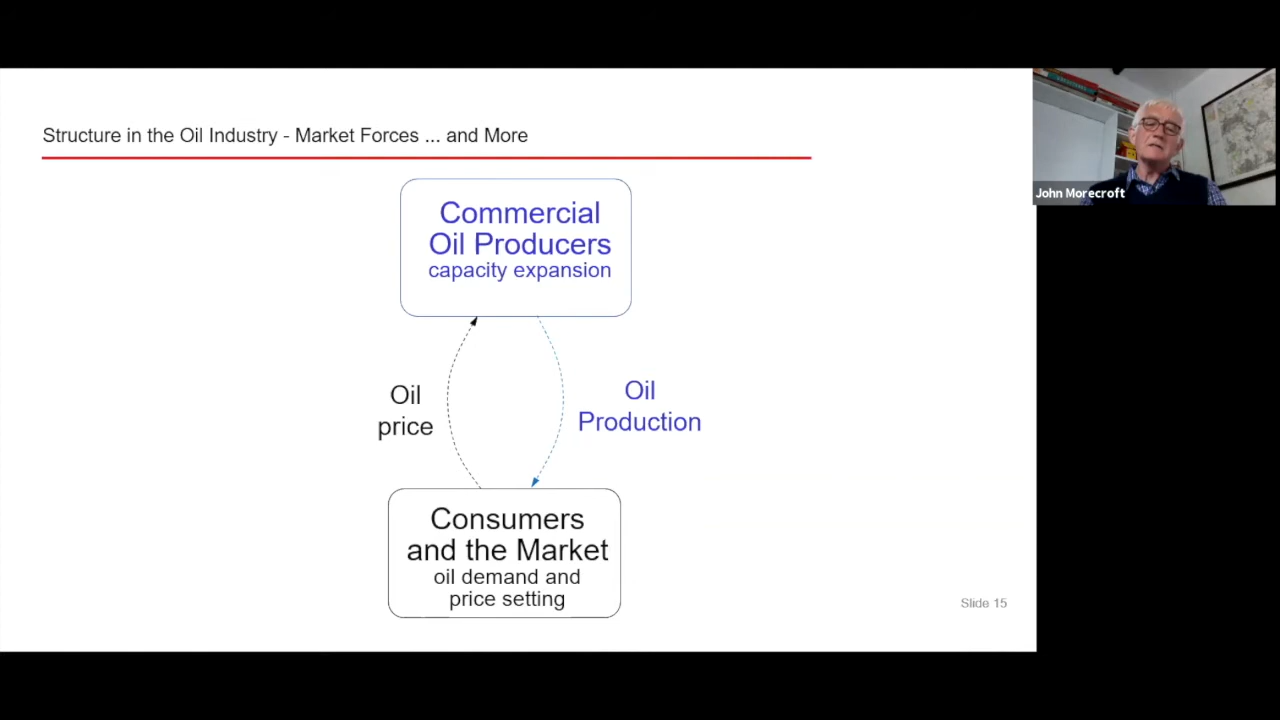 Structure in the Oil Industry - Market Forces ... and More
John Morecroft
Commercial
Oil Producers
capacity expansion
Oil
price
Oil
Production
Consumers
and the Market
oil demand and
price setting
Slide 15